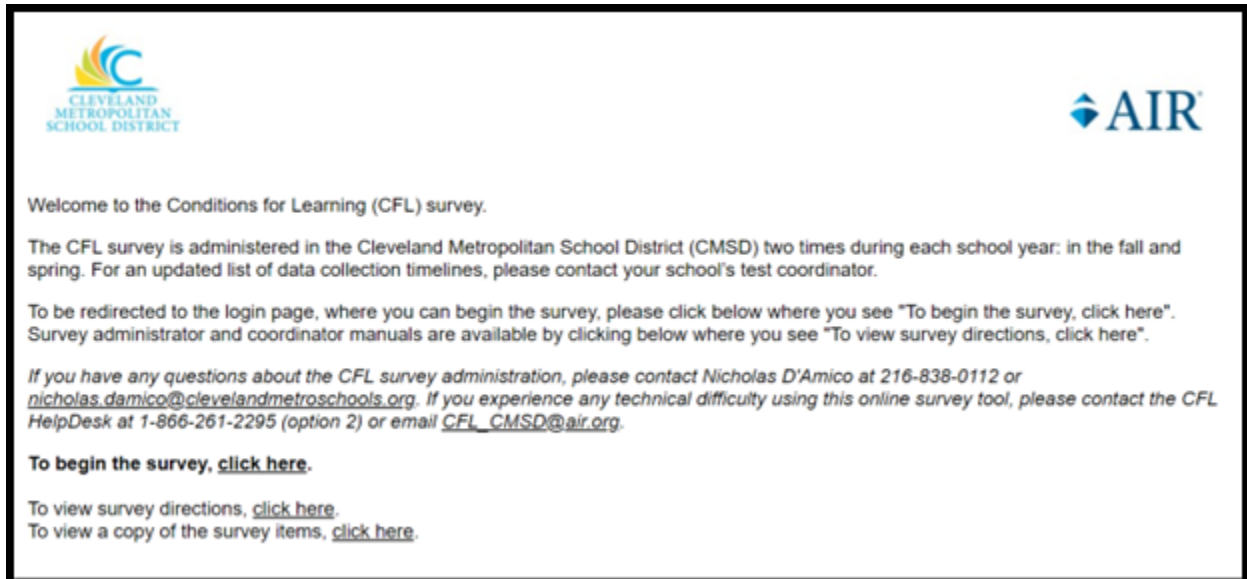 CLEVELAND
METROPOLITAN
SCHOOL DISTRICT
AIR
Welcome to the Conditions for Learning (CFL) survey.
The CFL survey is administered in the Cleveland Metropolitan School District (CMSD) two times during each school year: in the fall and
spring. For an updated list of data collection timelines, please contact your school's test coordinator.
To be redirected to the login page, where you can begin the survey, please click below where you see "To begin the survey, click here".
Survey administrator and coordinator manuals are available by clicking below where you see "To view survey directions, click here".
If you have any questions about the CFL survey administration, please contact Nicholas D'Amico at 216-838-0112 or
nicholas.damico@clevelandmetroschools.org. If you experience any technical difficulty using this online survey tool, please contact the CFL
HelpDesk at 1-866-261-2295 (option 2) or email CFL_CMSD@air.org.
To begin the survey, click here.
To view survey directions, click here.
To view a copy of the survey items, click here.